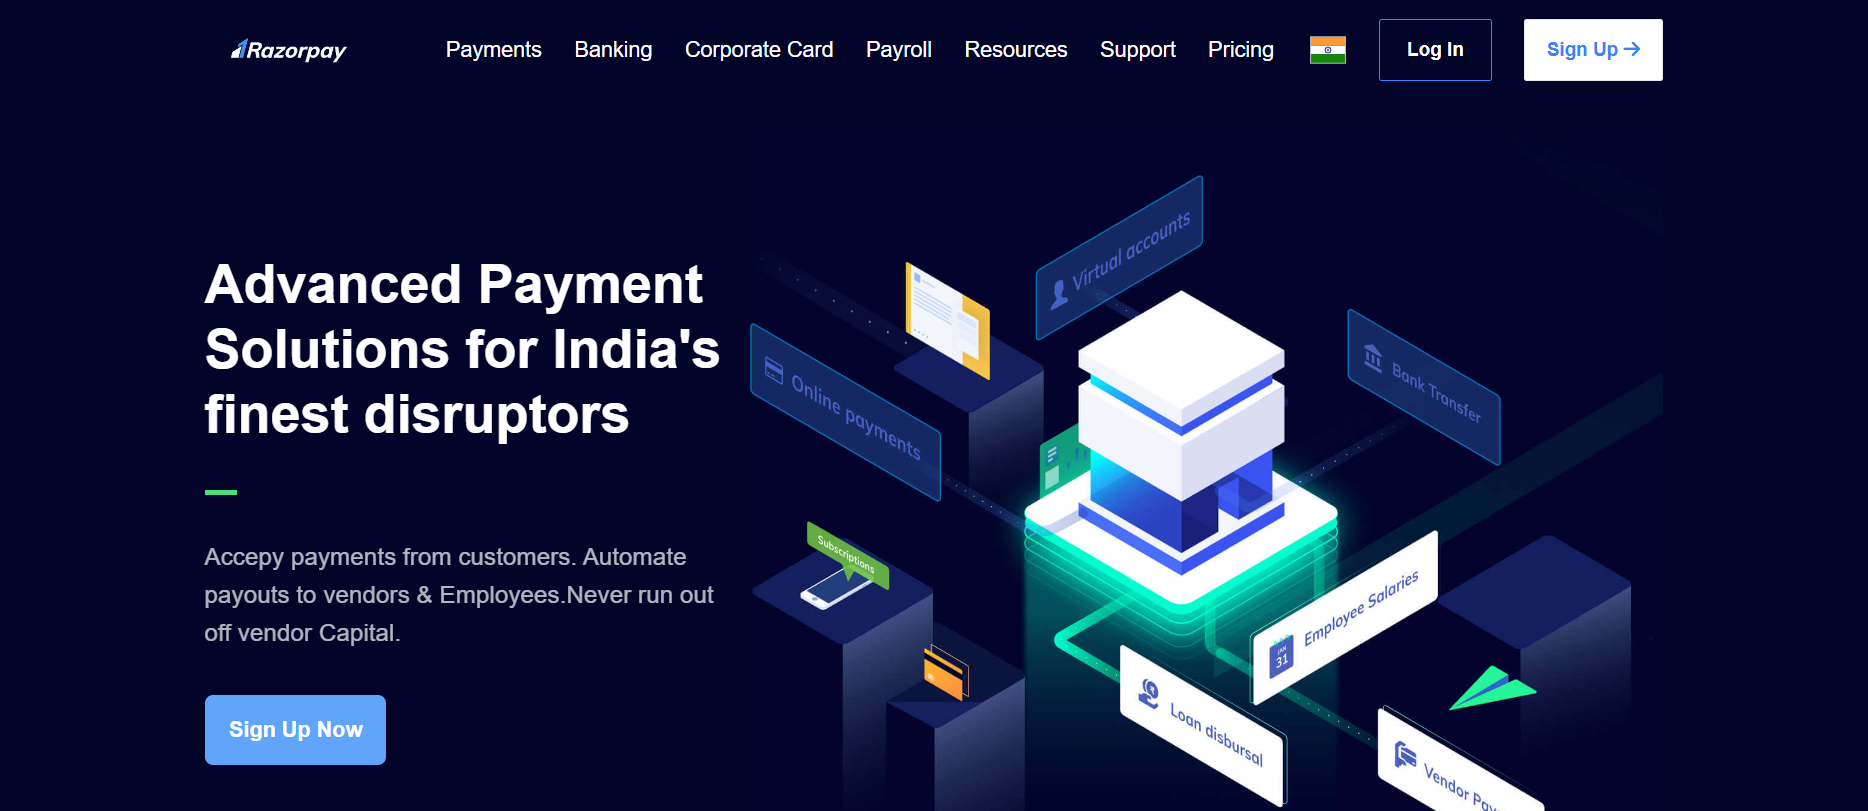 Razorpay
Payments
Banking
Corporate Card
Payroll
Resources
Support
Pricing
Log In
Sign Up →
Advanced Payment
Solutions for India's
finest disruptors
Accepy payments from customers. Automate
payouts to vendors & Employees.Never run out
off vendor Capital.
Sign Up Now
Virtual accounts
Online payments
Bank Transfer
Subscriptions
Employee Salaries
JAN
31
Loan disbursal
Vendor Pay